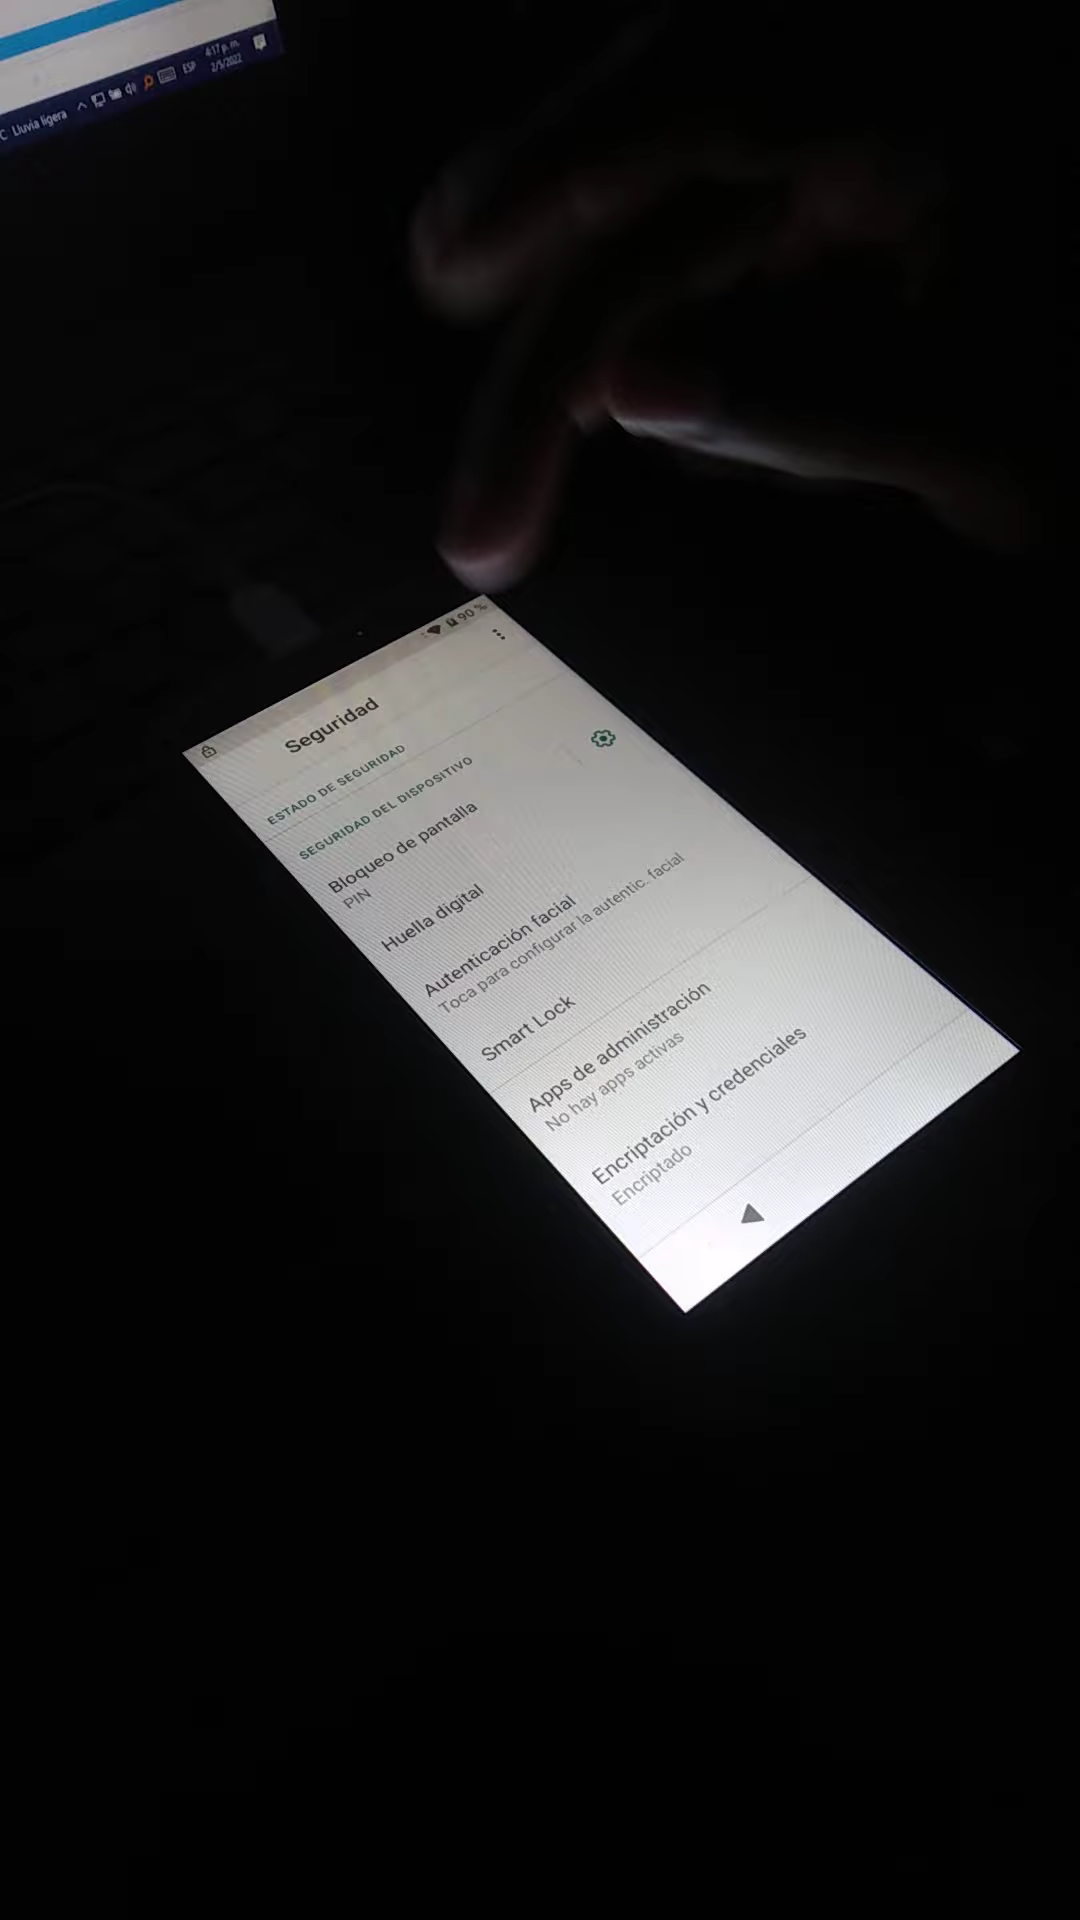 4:17 p. m.
ESP
2/5/2022
C Lluvia ligera
90 %
Seguridad
ESTADO DE SEGURIDAD
SEGURIDAD DEL DISPOSITIVO
Bloqueo de pantalla
PIN
Huella digital
Autenticación facial
Toca para configurar la autentic. facial
Smart Lock
Apps de administración
No hay apps activas
Encriptación y credenciales
Encriptado